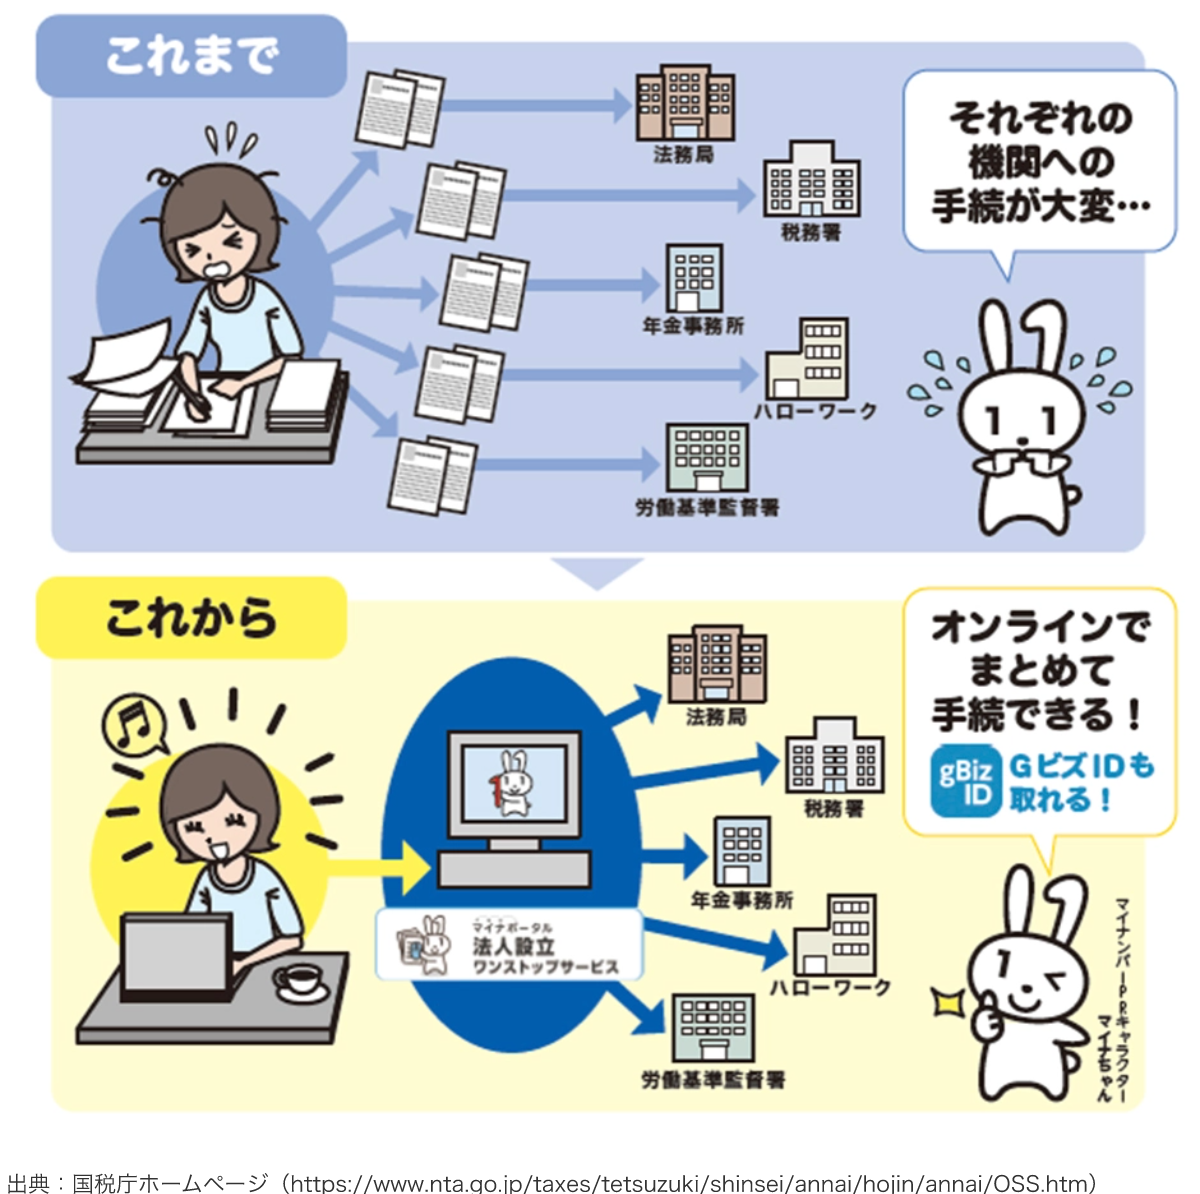 これまで
法務局
税務署
年金事務所
ハローワーク
労働基準監督署
それぞれの
機関への
手続が大変…
これから
法務局
税務署
年金事務所
ハローワーク
労働基準監督署
マイナポータル
法人設立
ワンストップサービス
オンラインで
まとめて
手続できる！
gBiz
ID
GビズIDも
取れる！
マイナンバーPRキャラクター
マイナちゃん
出典：国税庁ホームページ（https://www.nta.go.jp/taxes/tetsuzuki/shinsei/annai/hojin/annai/OSS.htm）